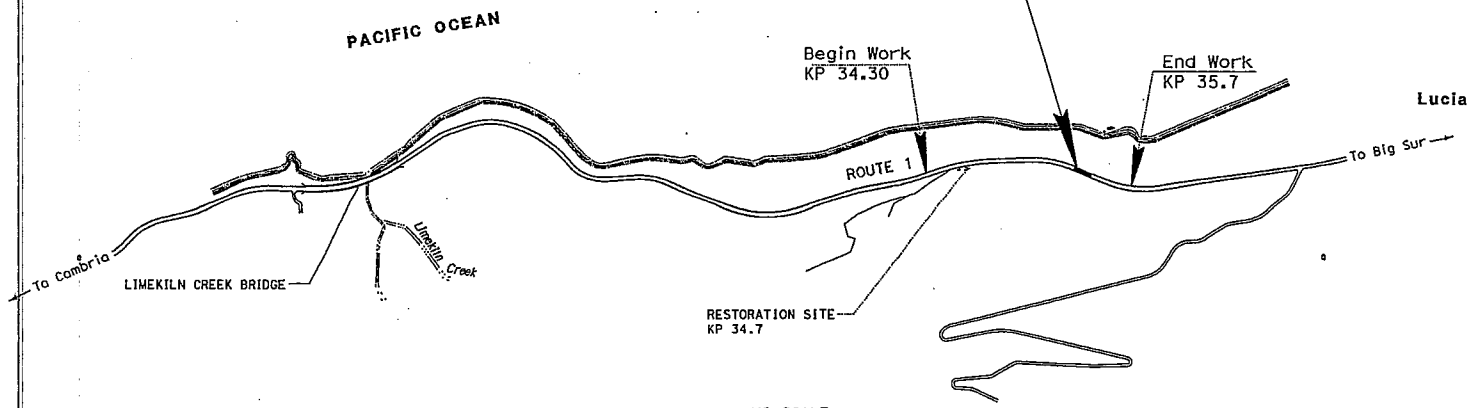 PACIFIC OCEAN
Begin Work
KP 34.30
End Work
KP 35.7
Lucia
To Big Sur
ROUTE 1
To Cambria
LIMEKILN CREEK BRIDGE
Limekiln
Creek
RESTORATION SITE
KP 34.7